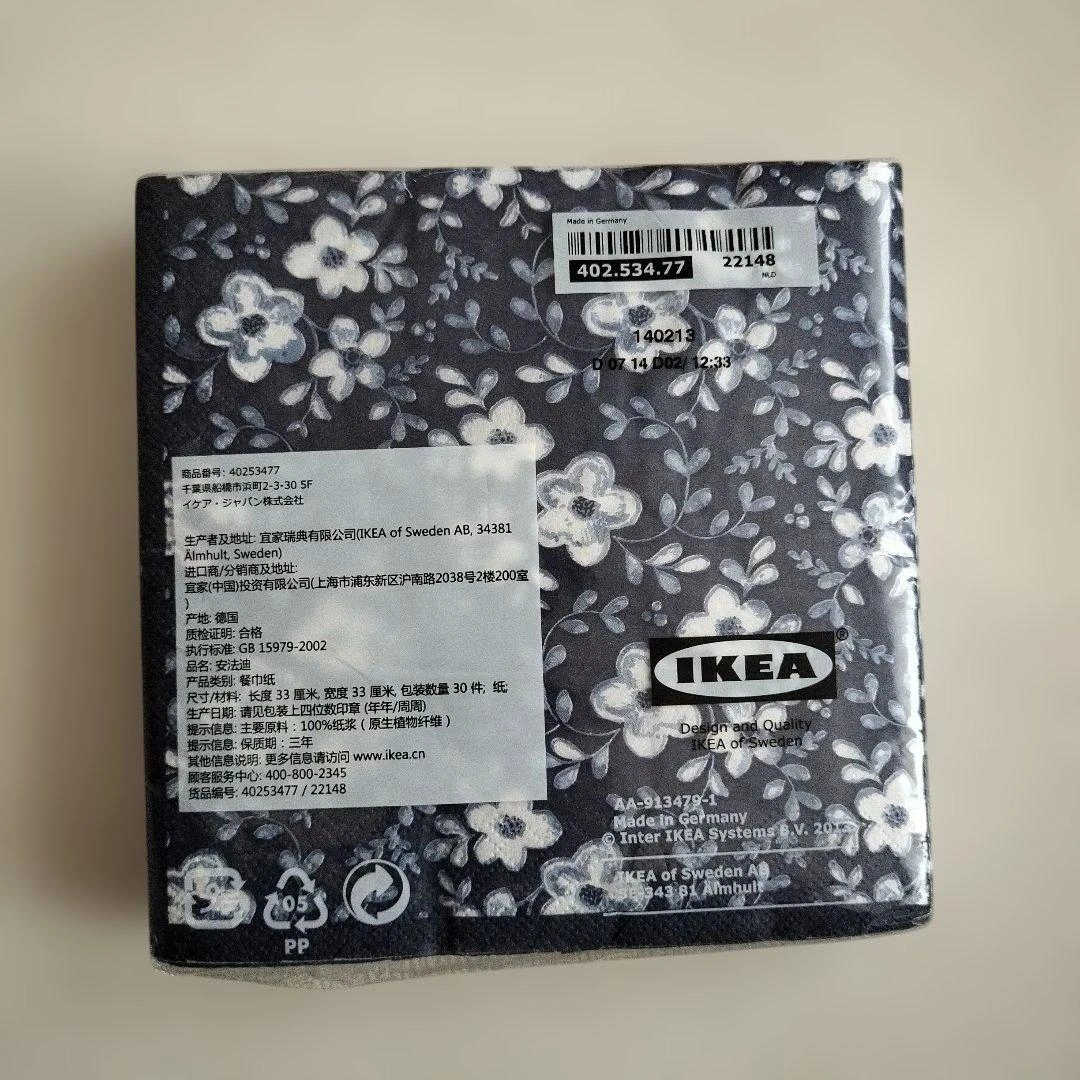 Made in Germany
402.534.77
22148
NLD
140213
D 07 14 D02/ 12:33
商品番号: 40253477
千葉県船橋市浜町2-3-30 5F
イケア・ジャパン株式会社
生产者及地址: 宜家瑞典有限公司(IKEA of Sweden AB, 34381
Älmhult, Sweden)
进口商/分销商及地址:
宜家(中国)投资有限公司(上海市浦东新区沪南路2038号2楼200室
)
产地: 德国
质检证明: 合格
执行标准: GB 15979-2002
品名: 安法迪
产品类别: 餐巾纸
尺寸/材料: 长度 33 厘米, 宽度 33 厘米, 包装数量 30 件; 纸;
生产日期: 请见包装上四位数印章 (年年/周周)
提示信息: 主要原料：100%纸浆（原生植物纤维）
提示信息: 保质期：三年
其他信息说明: 更多信息请访问 www.ikea.cn
顾客服务中心: 400-800-2345
货品编号: 40253477 / 22148
IKEA®
Design and Quality
IKEA of Sweden
AA-913479-1
Made in Germany
© Inter IKEA Systems B.V.
IKEA of Sweden AB
SE-343 81 Älmhult
05
PP